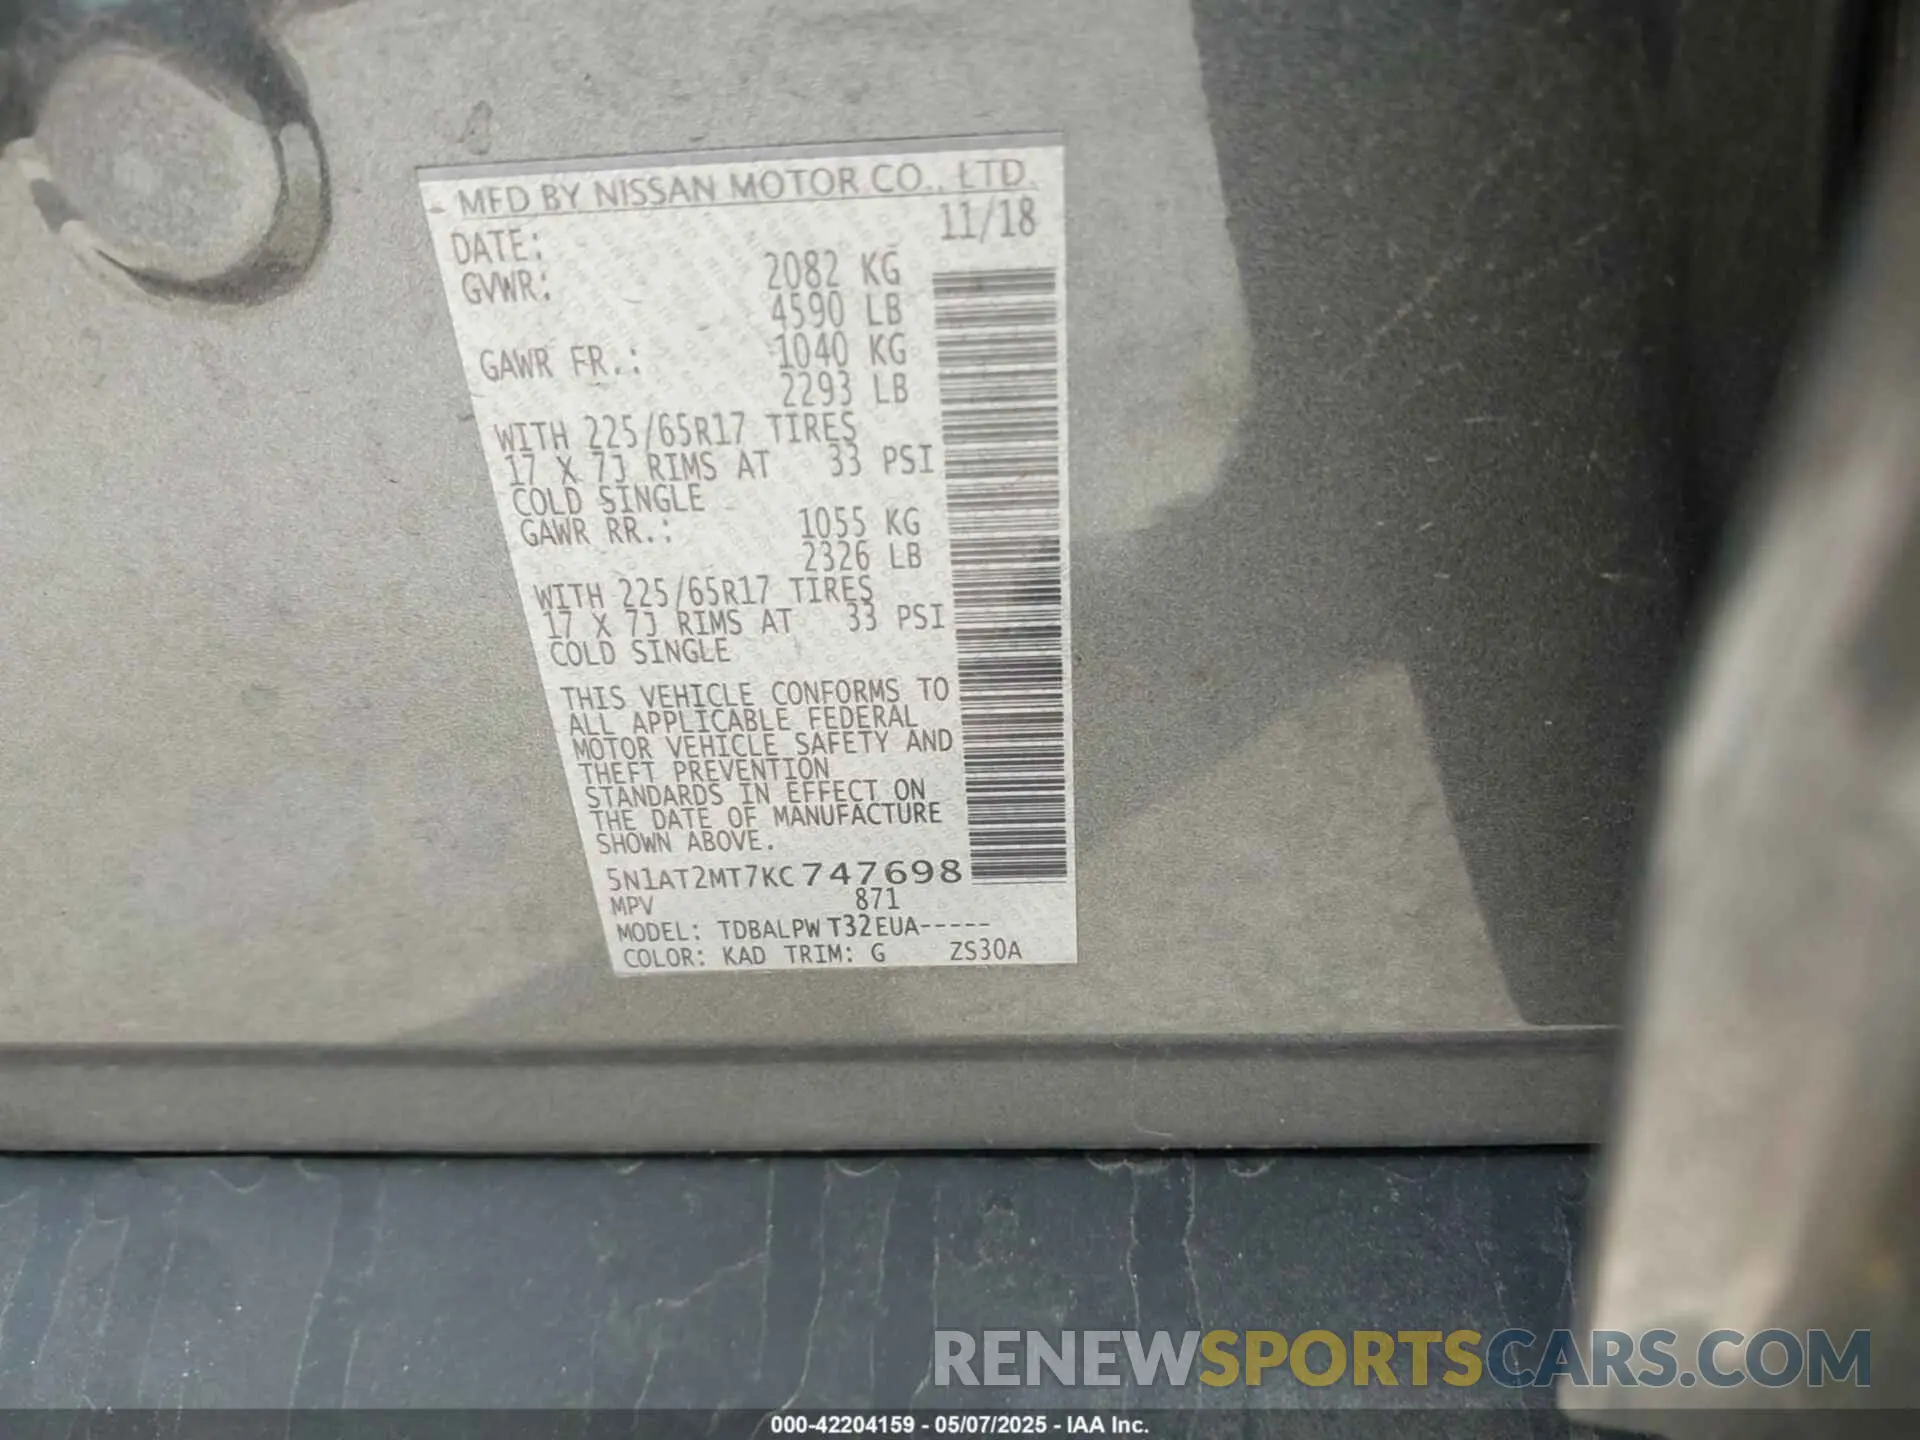 MFD BY NISSAN MOTOR CO., LTD.
DATE: 11/18
GVWR: 2082 KG
4590 LB
GAWR FR.: 1040 KG
2293 LB
WITH 225/65R17 TIRES
17 X 7J RIMS AT 33 PSI
COLD SINGLE
GAWR RR.: 1055 KG
2326 LB
WITH 225/65R17 TIRES
17 X 7J RIMS AT 33 PSI
COLD SINGLE
THIS VEHICLE CONFORMS TO
ALL APPLICABLE FEDERAL
MOTOR VEHICLE SAFETY AND
THEFT PREVENTION
STANDARDS IN EFFECT ON
THE DATE OF MANUFACTURE
SHOWN ABOVE.
5N1AT2MT7KC747698
MPV 871
MODEL: TDBALPWT32EUA-----
COLOR: KAD TRIM: G ZS30A
RENEWSPORTSCARS.COM
000-42204159 - 05/07/2025 - IAA Inc.